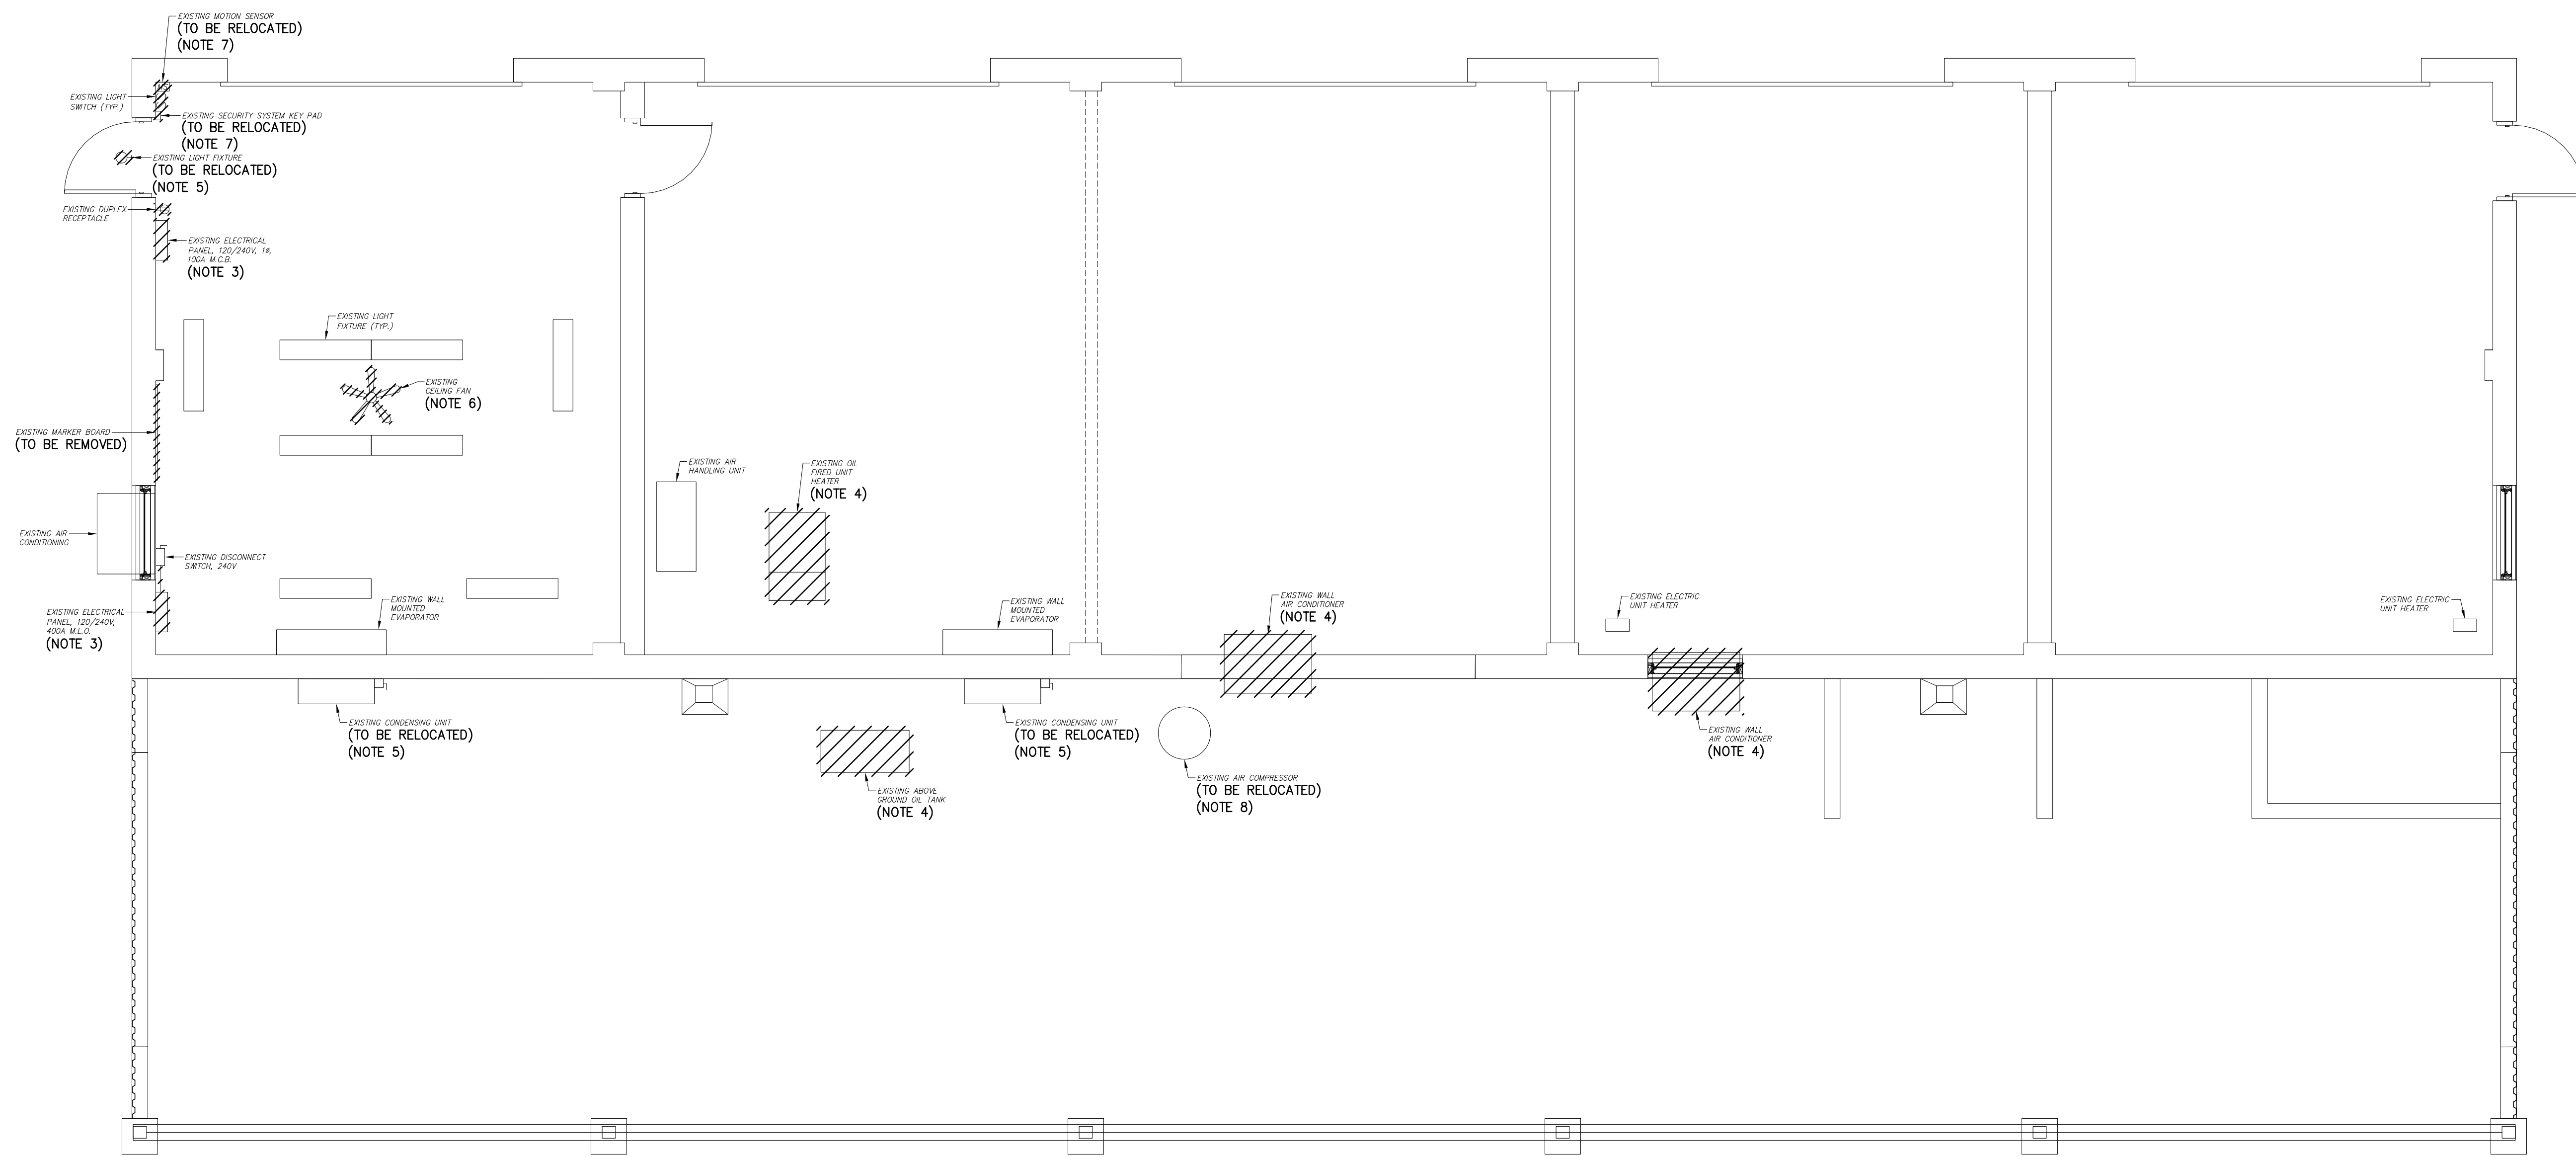 EXISTING MOTION SENSOR
(TO BE RELOCATED)
(NOTE 7)
EXISTING LIGHT
SWITCH (TYP.)
EXISTING SECURITY SYSTEM KEY PAD
(TO BE RELOCATED)
(NOTE 7)
EXISTING LIGHT FIXTURE
(TO BE RELOCATED)
(NOTE 5)
EXISTING DUPLEX
RECEPTACLE
EXISTING ELECTRICAL
PANEL, 120/240V, 1ø,
100A M.C.B.
(NOTE 3)
EXISTING LIGHT
FIXTURE (TYP.)
EXISTING
CEILING FAN
(NOTE 6)
EXISTING MARKER BOARD
(TO BE REMOVED)
EXISTING AIR
HANDLING UNIT
EXISTING OIL
FIRED UNIT
HEATER
(NOTE 4)
EXISTING AIR
CONDITIONING
EXISTING DISCONNECT
SWITCH, 240V
EXISTING ELECTRICAL
PANEL, 120/240V,
400A M.L.O.
(NOTE 3)
EXISTING WALL
MOUNTED
EVAPORATOR
EXISTING WALL
MOUNTED
EVAPORATOR
EXISTING WALL
AIR CONDITIONER
(NOTE 4)
EXISTING ELECTRIC
UNIT HEATER
EXISTING ELECTRIC
UNIT HEATER
EXISTING CONDENSING UNIT
(TO BE RELOCATED)
(NOTE 5)
EXISTING CONDENSING UNIT
(TO BE RELOCATED)
(NOTE 5)
EXISTING WALL
AIR CONDITIONER
(NOTE 4)
EXISTING ABOVE
GROUND OIL TANK
(NOTE 4)
EXISTING AIR COMPRESSOR
(TO BE RELOCATED)
(NOTE 8)